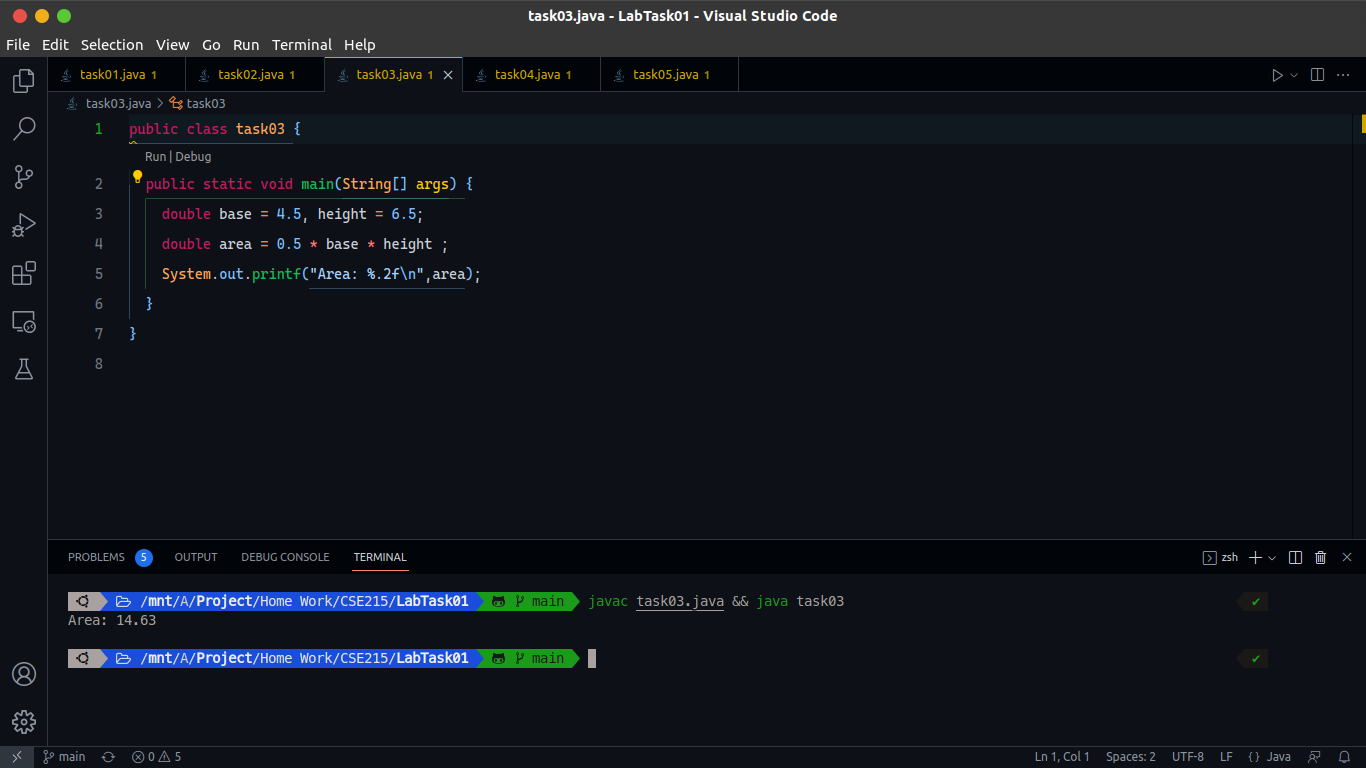 task03.java - LabTask01 - Visual Studio Code
File Edit Selection View Go Run Terminal Help
task01.java 1 task02.java 1 task03.java 1 task04.java 1 task05.java 1
task03.java > task03
1 public class task03 {
Run | Debug
2 public static void main(String[] args) {
3 double base = 4.5, height = 6.5;
4 double area = 0.5 * base * height ;
5 System.out.printf("Area: %.2f\n",area);
6 }
7 }
8
PROBLEMS 5 OUTPUT DEBUG CONSOLE TERMINAL zsh
/mnt/A/Project/Home Work/CSE215/LabTask01 main javac task03.java && java task03
Area: 14.63
/mnt/A/Project/Home Work/CSE215/LabTask01 main
main 0 5 Ln 1, Col 1 Spaces: 2 UTF-8 LF {} Java